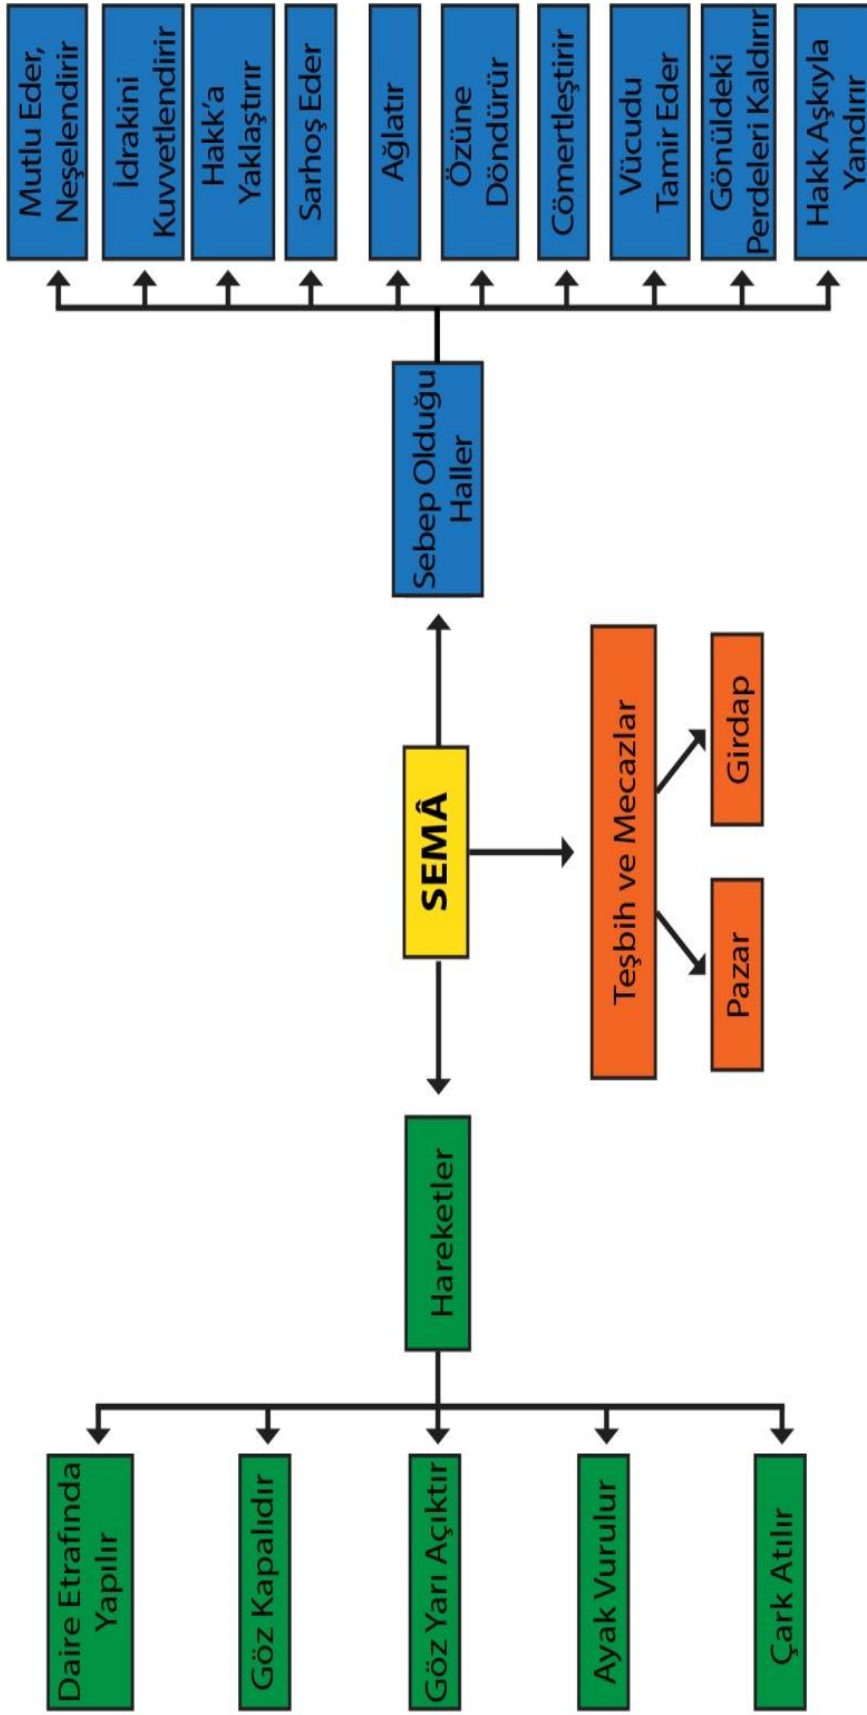 Daire Etrafında
Yapılır
Göz Kapalıdır
Göz Yarı Açıktır
Ayak Vurulur
Çark Atılır
Hareketler
SEMÂ
Teşbih ve Mecazlar
Pazar
Girdap
Sebep Olduğu
Haller
Mutlu Eder,
Neşelendirir
İdrakini
Kuvvetlendirir
Hakk'a
Yaklaştırır
Sarhoş Eder
Ağlatır
Özüne
Döndürür
Cömertleştirir
Vücudu
Tamir Eder
Gönüldeki
Perdeleri Kaldırır
Hakk Aşkıyla
Yandırır